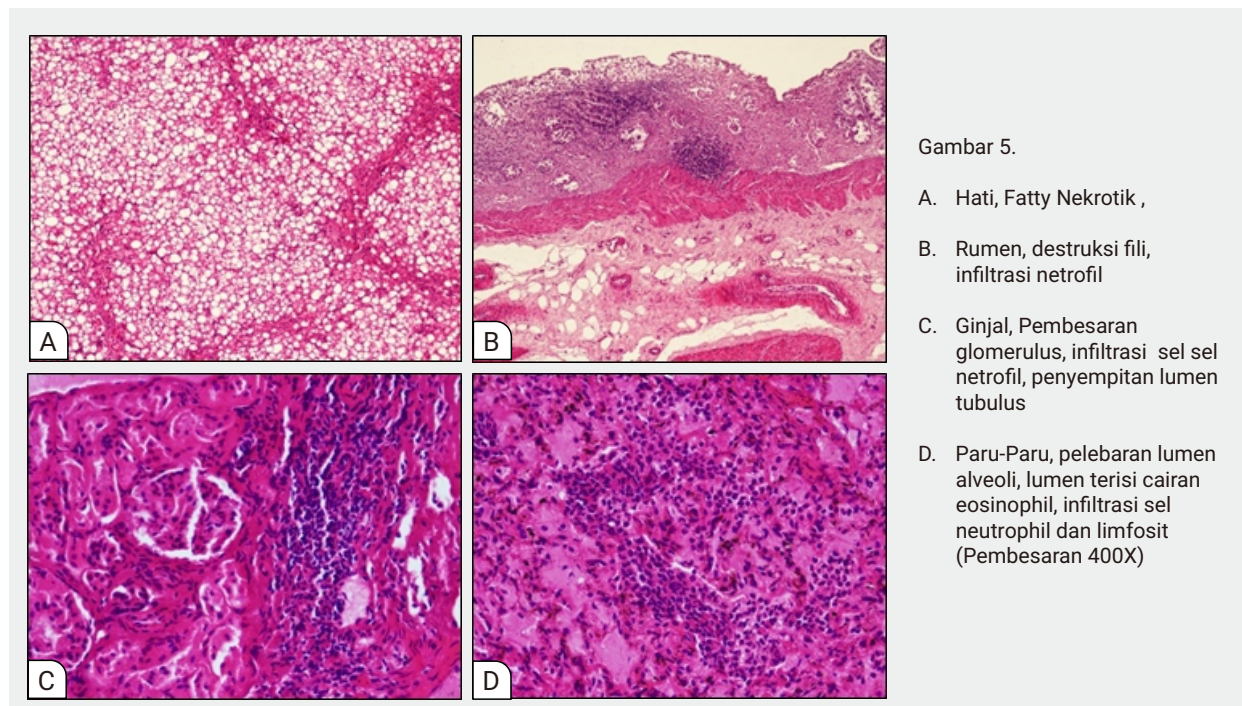 A
B
C
D
Gambar 5.
A. Hati, Fatty Nekrotik ,
B. Rumen, destruksi fili,
infiltrasi netrofil
C. Ginjal, Pembesaran
glomerulus, infiltrasi sel sel
netrofil, penyempitan lumen
tubulus
D. Paru-Paru, pelebaran lumen
alveoli, lumen terisi cairan
eosinophil, infiltrasi sel
neutrophil dan limfosit
(Pembesaran 400X)